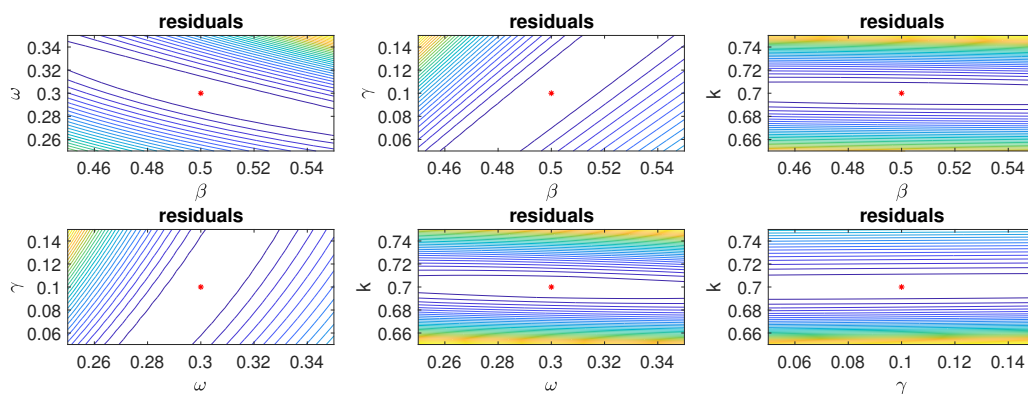 residuals
0.34
0.32
0.3
0.28
0.26
ω
0.46 0.48 0.5 0.52 0.54
β
residuals
0.14
0.12
0.1
0.08
0.06
γ
0.46 0.48 0.5 0.52 0.54
β
residuals
0.74
0.72
0.7
0.68
0.66
k
0.46 0.48 0.5 0.52 0.54
β
residuals
0.14
0.12
0.1
0.08
0.06
γ
0.26 0.28 0.3 0.32 0.34
ω
residuals
0.74
0.72
0.7
0.68
0.66
k
0.26 0.28 0.3 0.32 0.34
ω
residuals
0.74
0.72
0.7
0.68
0.66
k
0.06 0.08 0.1 0.12 0.14
γ